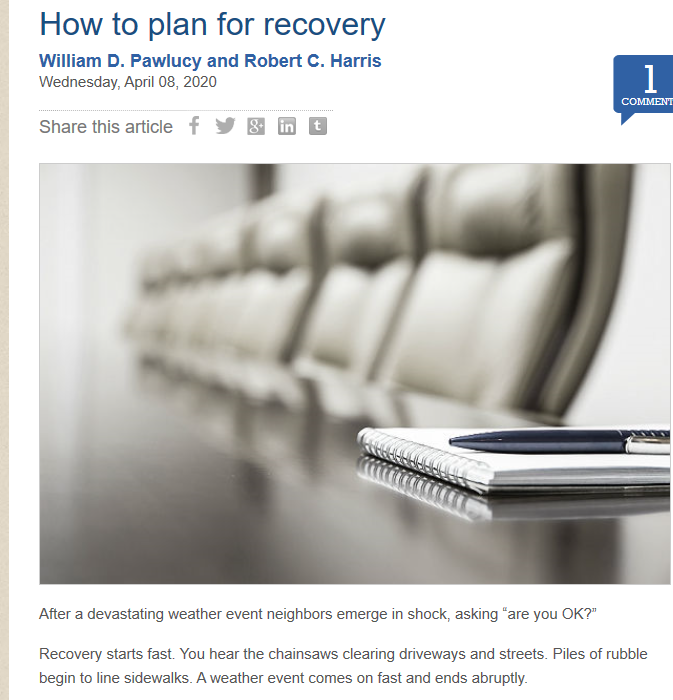 How to plan for recovery
William D. Pawlucy and Robert C. Harris
Wednesday, April 08, 2020
1
COMMENT
Share this article
After a devastating weather event neighbors emerge in shock, asking “are you OK?”
Recovery starts fast. You hear the chainsaws clearing driveways and streets. Piles of rubble
begin to line sidewalks. A weather event comes on fast and ends abruptly.